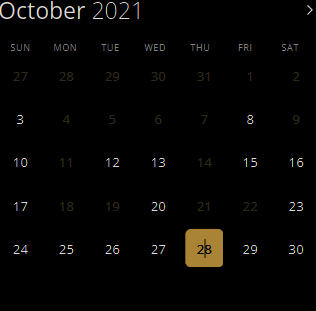 October 2021
SUN MON TUE WED THU FRI SAT
27 28 29 30 31 1 2
3 4 5 6 7 8 9
10 11 12 13 14 15 16
17 18 19 20 21 22 23
24 25 26 27 28 29 30